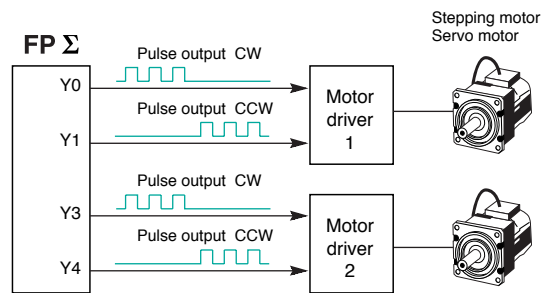 Stepping motor
Servo motor
FP Σ
Pulse output CW
Y0
Pulse output CCW
Y1
Motor
driver
1
Pulse output CW
Y3
Pulse output CCW
Y4
Motor
driver
2